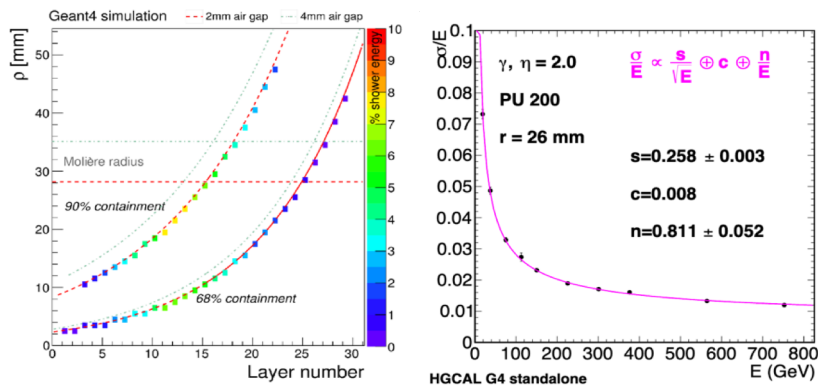 Geant4 simulation
2mm air gap
4mm air gap
ρ [mm]
50
40
30
20
10
0
Molière radius
90% containment
68% containment
0
5
10
15
20
25
30
Layer number
10
9
8
7
6
5
4
3
2
1
0
% shower energy
σ/E
0.1
0.09
0.08
0.07
0.06
0.05
0.04
0.03
0.02
0.01
0
γ, η = 2.0
PU 200
r = 26 mm
σ/E ∝ s/√E ⊕ c ⊕ n/E
s=0.258 ± 0.003
c=0.008
n=0.811 ± 0.052
0 100 200 300 400 500 600 700 800
E (GeV)
HGCAL G4 standalone